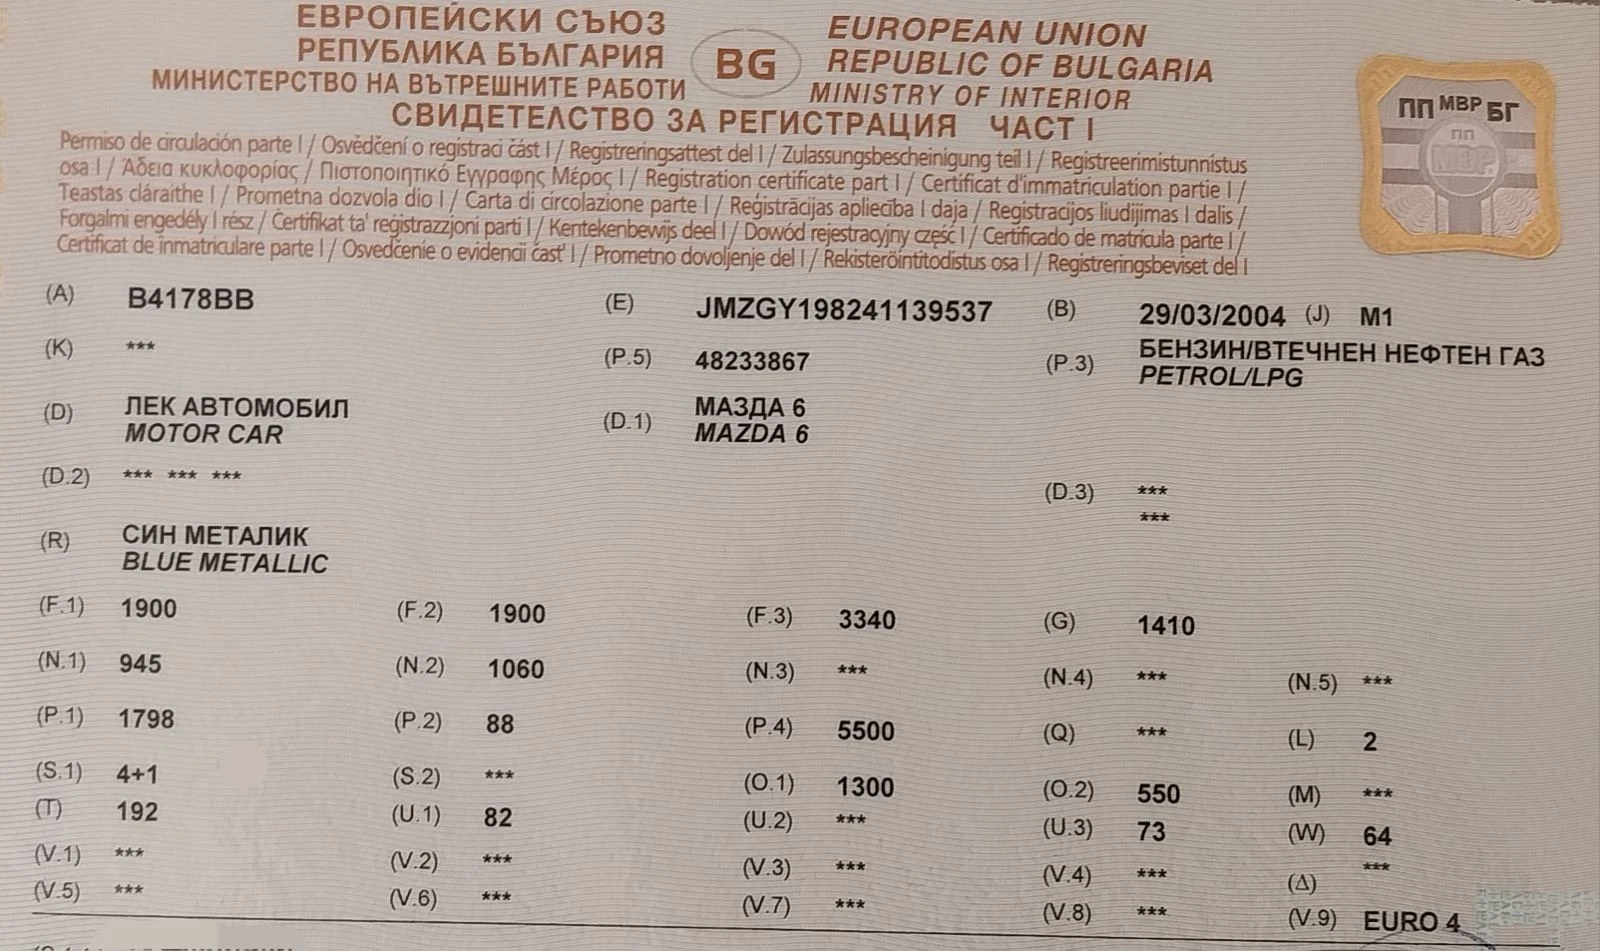 ЕВРОПЕЙСКИ СЪЮЗ
РЕПУБЛИКА БЪЛГАРИЯ
МИНИСТЕРСТВО НА ВЪТРЕШНИТЕ РАБОТИ
BG
EUROPEAN UNION
REPUBLIC OF BULGARIA
MINISTRY OF INTERIOR
СВИДЕТЕЛСТВО ЗА РЕГИСТРАЦИЯ ЧАСТ I
ПП МВР БГ
ПП
МВР
Permiso de circulación parte I / Osvědčení o registraci část I / Registreringsattest del I / Zulassungsbescheinigung teil I / Registreerimistunnistus
osa I / Άδεια κυκλοφορίας / Πιστοποιητικό Εγγραφης Μέρος I / Registration certificate part I / Certificat d'immatriculation partie I /
Teastas cláraithe I / Prometna dozvola dio I / Carta di circolazione parte I / Reģistrācijas apliecība I daja / Registracijos liudijimas I dalis /
Forgalmi engedély I rész / Certifikat ta' reġistrazzjoni parti I / Kentekenbewijs deel I / Dowód rejestracyjny część I / Certificado de matrícula parte I /
Certificat de inmatriculare parte I / Osvedčenie o evidencii časť I / Prometno dovoljenje del I / Rekisteröintitodistus osa I / Registreringsbeviset del I
(A) B4178BB (E) JMZGY198241139537 (B) 29/03/2004 (J) M1
(K) *** (P.5) 48233867 (P.3) БЕНЗИН/ВТЕЧНЕН НЕФТЕН ГАЗ
PETROL/LPG
(D) ЛЕК АВТОМОБИЛ (D.1) МАЗДА 6
MOTOR CAR MAZDA 6
(D.2) *** *** *** (D.3) ***
***
(R) СИН МЕТАЛИК
BLUE METALLIC
(F.1) 1900 (F.2) 1900 (F.3) 3340 (G) 1410
(N.1) 945 (N.2) 1060 (N.3) *** (N.4) *** (N.5) ***
(P.1) 1798 (P.2) 88 (P.4) 5500 (Q) *** (L) 2
(S.1) 4+1 (S.2) *** (O.1) 1300 (O.2) 550 (M) ***
(T) 192 (U.1) 82 (U.2) *** (U.3) 73 (W) 64
(V.1) *** (V.2) *** (V.3) *** (V.4) *** (Δ) ***
(V.5) *** (V.6) *** (V.7) *** (V.8) *** (V.9) EURO 4